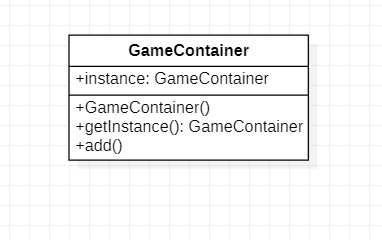 GameContainer
+instance: GameContainer
+GameContainer()
+getInstance(): GameContainer
+add()